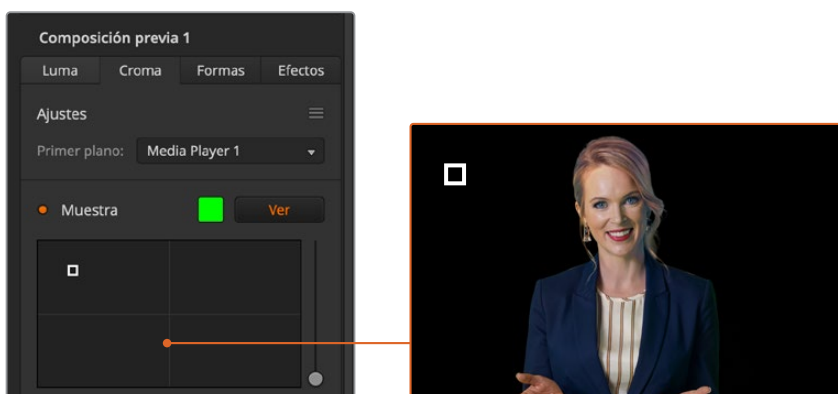 Composición previa 1
Luma Croma Formas Efectos
Ajustes
Primer plano: Media Player 1
Muestra Ver